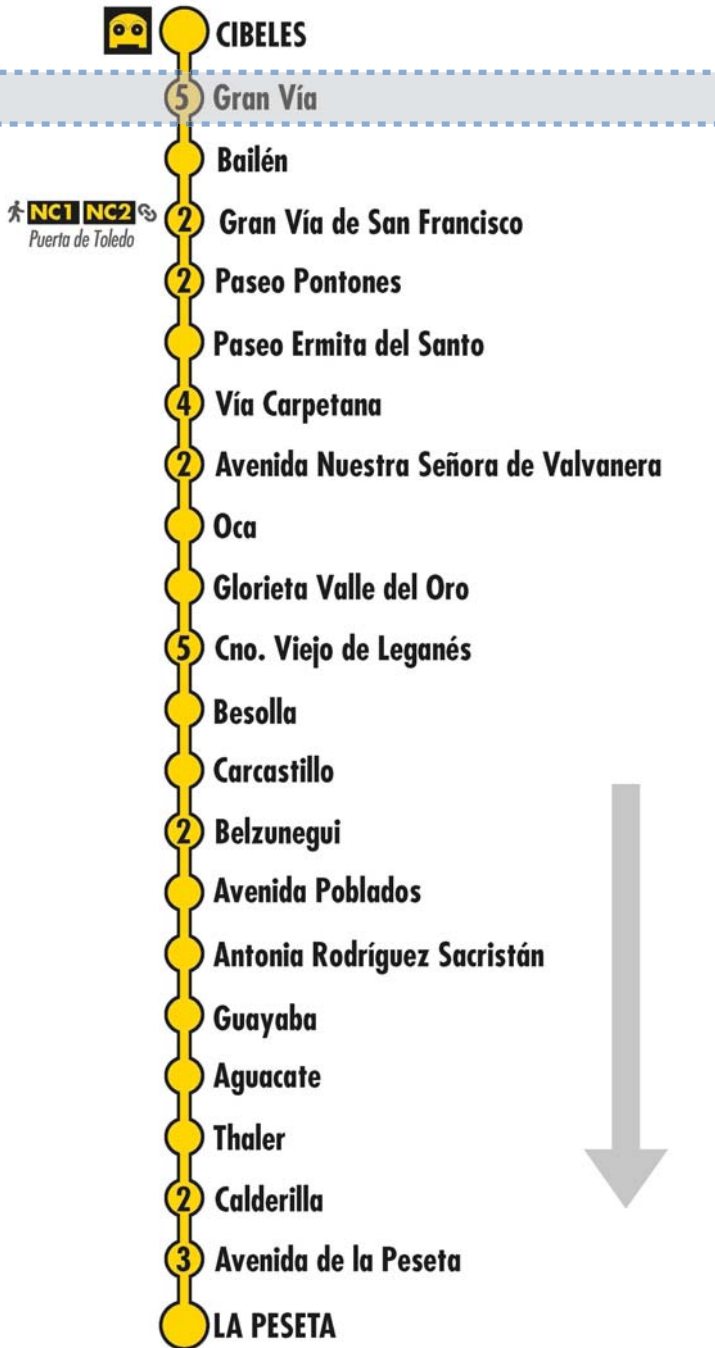 CIBELES
5 Gran Vía
Bailén
NC1 NC2 2 Gran Vía de San Francisco
Puerta de Toledo
2 Paseo Pontones
Paseo Ermita del Santo
4 Vía Carpetana
2 Avenida Nuestra Señora de Valvanera
Oca
Glorieta Valle del Oro
5 Cno. Viejo de Leganés
Besolla
Carcastillo
2 Belzunegui
Avenida Poblados
Antonia Rodríguez Sacristán
Guayaba
Aguacate
Thaler
2 Calderilla
3 Avenida de la Peseta
LA PESETA